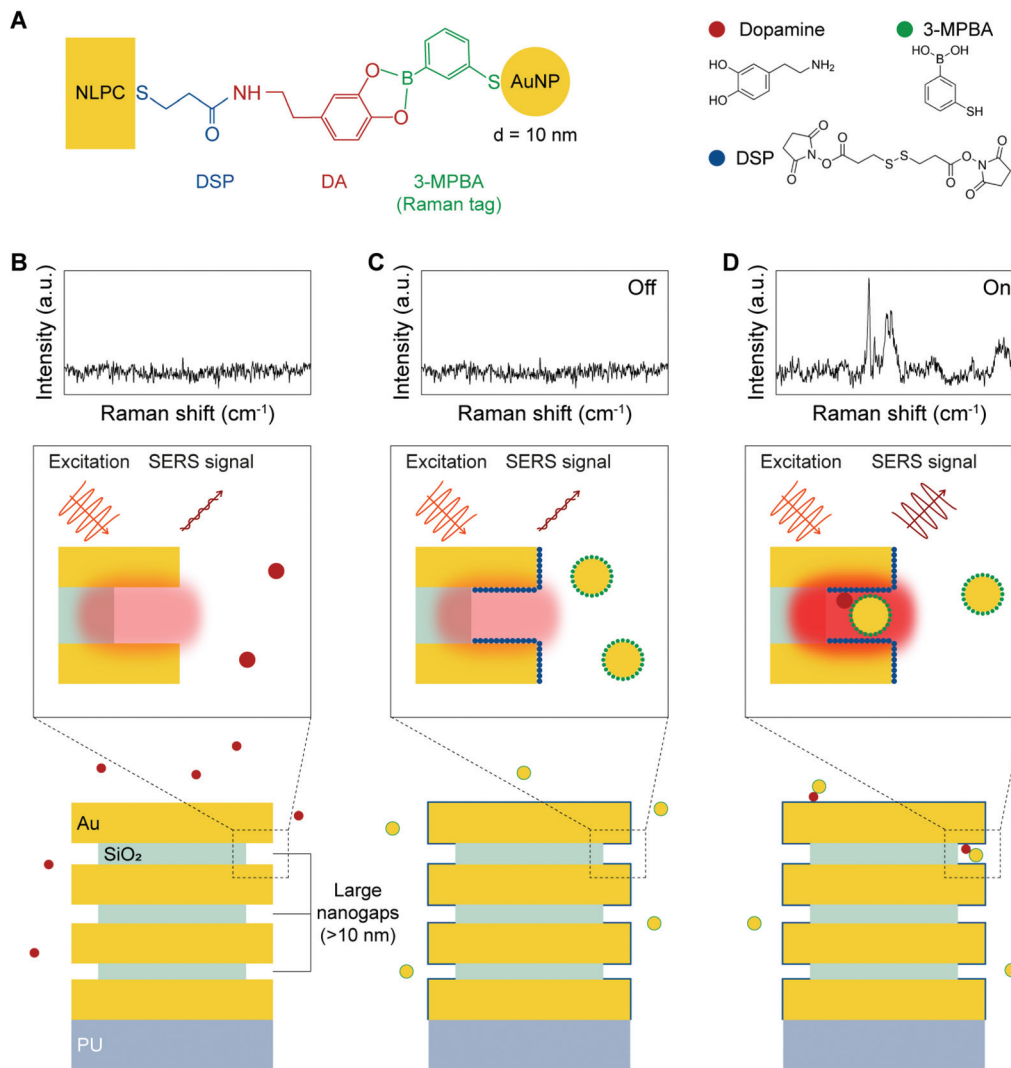 A
NLPC
S
O
NH
O
B
O
S
AuNP
d = 10 nm
DSP
DA
3-MPBA
(Raman tag)
Dopamine
HO
HO
NH₂
3-MPBA
HO
OH
B
SH
DSP
O
N
O
O
O
S
S
O
O
O
N
O
B
Intensity (a.u.)
Raman shift (cm⁻¹)
Excitation
SERS signal
Au
SiO₂
PU
Large
nanogaps
(>10 nm)
C
Off
Intensity (a.u.)
Raman shift (cm⁻¹)
Excitation
SERS signal
D
On
Intensity (a.u.)
Raman shift (cm⁻¹)
Excitation
SERS signal